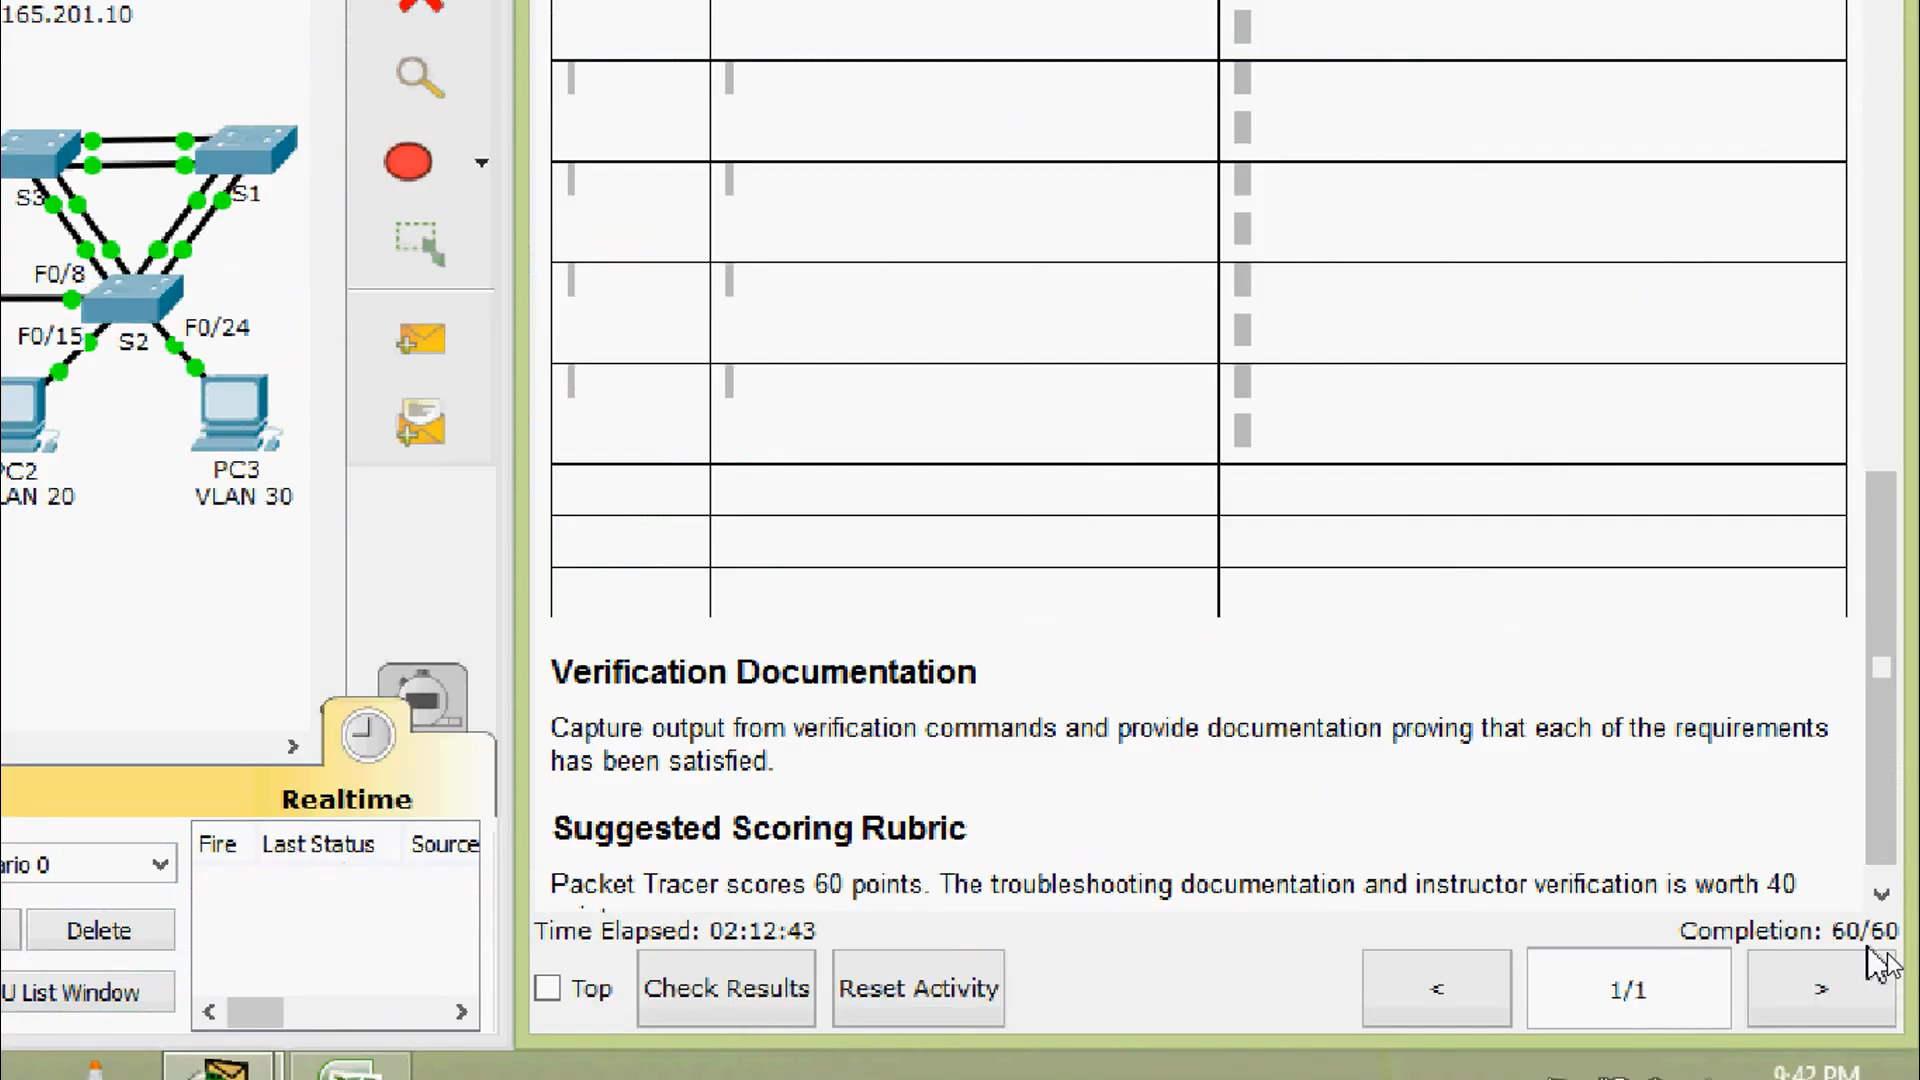 165.201.10
S3
S1
F0/8
F0/15
S2
F0/24
PC2
LAN 20
PC3
VLAN 30
Realtime
Fire Last Status Source
ario 0
Delete
U List Window
Verification Documentation
Capture output from verification commands and provide documentation proving that each of the requirements
has been satisfied.
Suggested Scoring Rubric
Packet Tracer scores 60 points. The troubleshooting documentation and instructor verification is worth 40
Time Elapsed: 02:12:43
Completion: 60/60
Top
Check Results
Reset Activity
<
1/1
>
9:42 PM